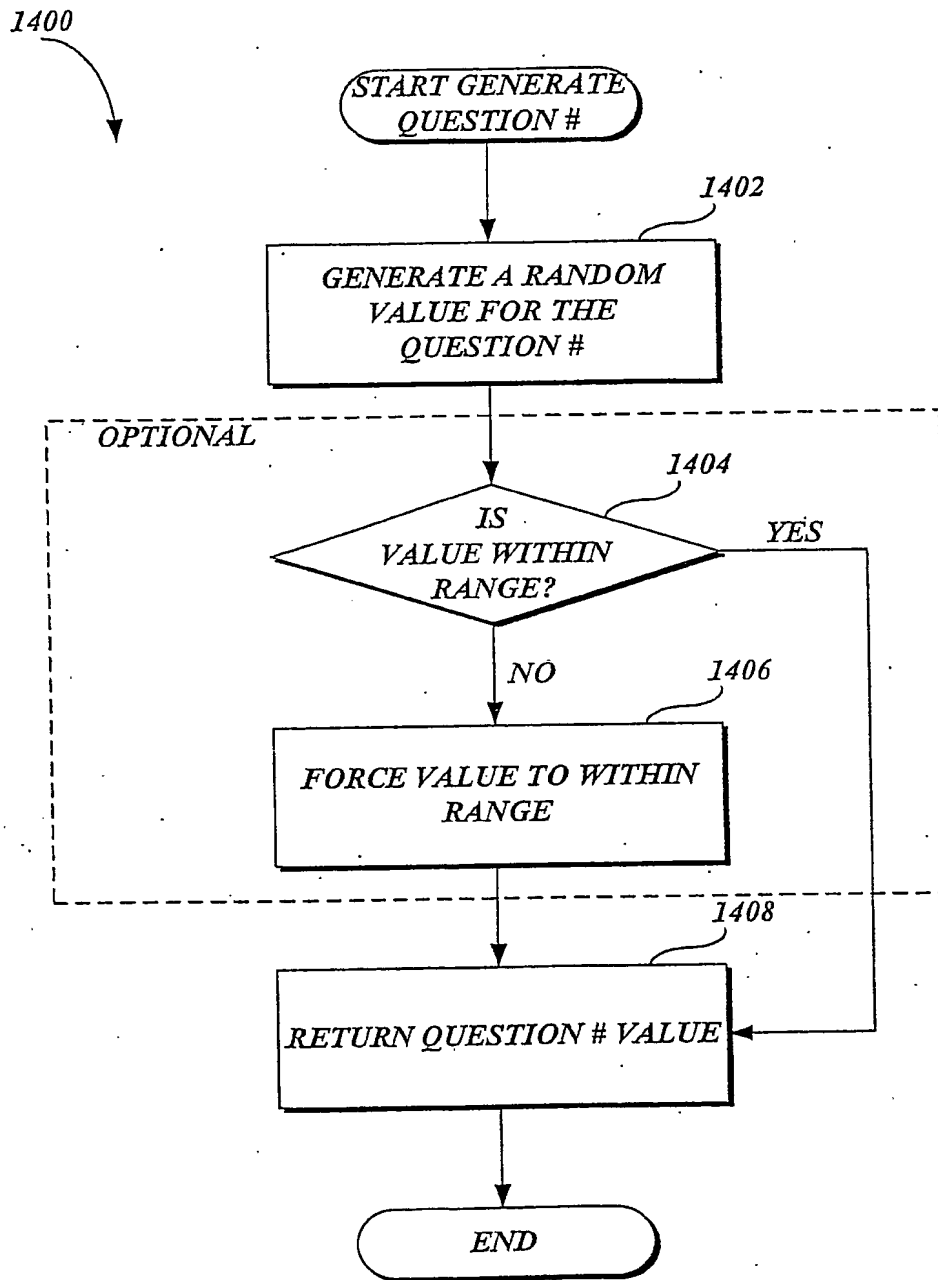 1400
START GENERATE
QUESTION #
1402
GENERATE A RANDOM
VALUE FOR THE
QUESTION #
OPTIONAL
1404
IS
VALUE WITHIN
RANGE?
YES
NO
1406
FORCE VALUE TO WITHIN
RANGE
1408
RETURN QUESTION # VALUE
END